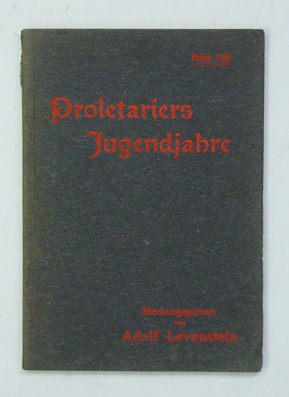 Preis 1.50
Proletariers
Jugendjahre
Herausgegeben
von
Adolf Levenstein